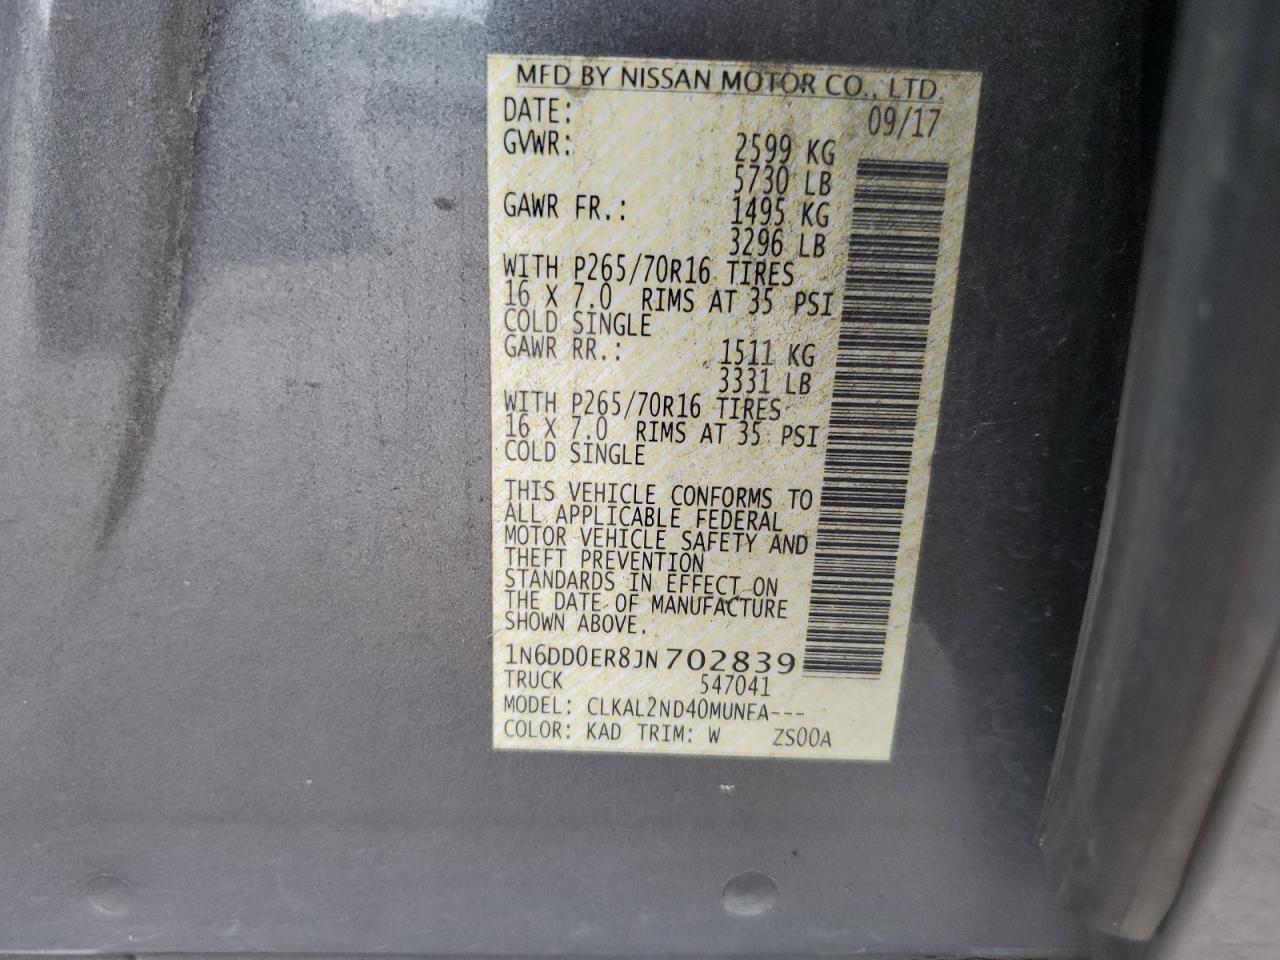 MFD BY NISSAN MOTOR CO., LTD.
DATE: 09/17
GVWR: 2599 KG
5730 LB
GAWR FR.: 1495 KG
3296 LB
WITH P265/70R16 TIRES
16 X 7.0 RIMS AT 35 PSI
COLD SINGLE
GAWR RR.: 1511 KG
3331 LB
WITH P265/70R16 TIRES
16 X 7.0 RIMS AT 35 PSI
COLD SINGLE
THIS VEHICLE CONFORMS TO
ALL APPLICABLE FEDERAL
MOTOR VEHICLE SAFETY AND
THEFT PREVENTION
STANDARDS IN EFFECT ON
THE DATE OF MANUFACTURE
SHOWN ABOVE.
1N6DD0ER8JN702839
TRUCK 547041
MODEL: CLKAL2ND40MUNFA---
COLOR: KAD TRIM: W ZS00A